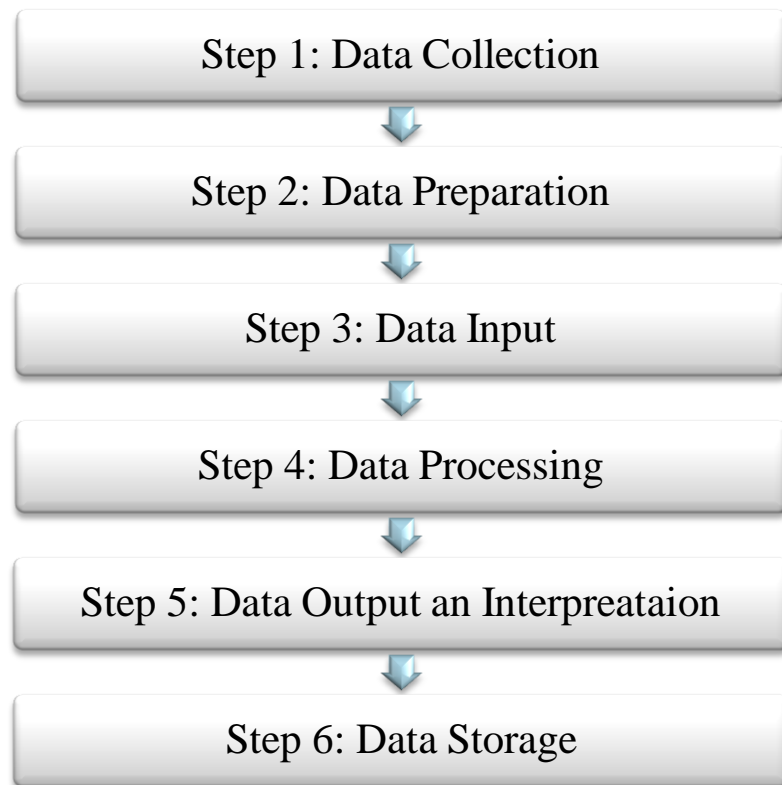 Step 1: Data Collection
Step 2: Data Preparation
Step 3: Data Input
Step 4: Data Processing
Step 5: Data Output an Interpreataion
Step 6: Data Storage